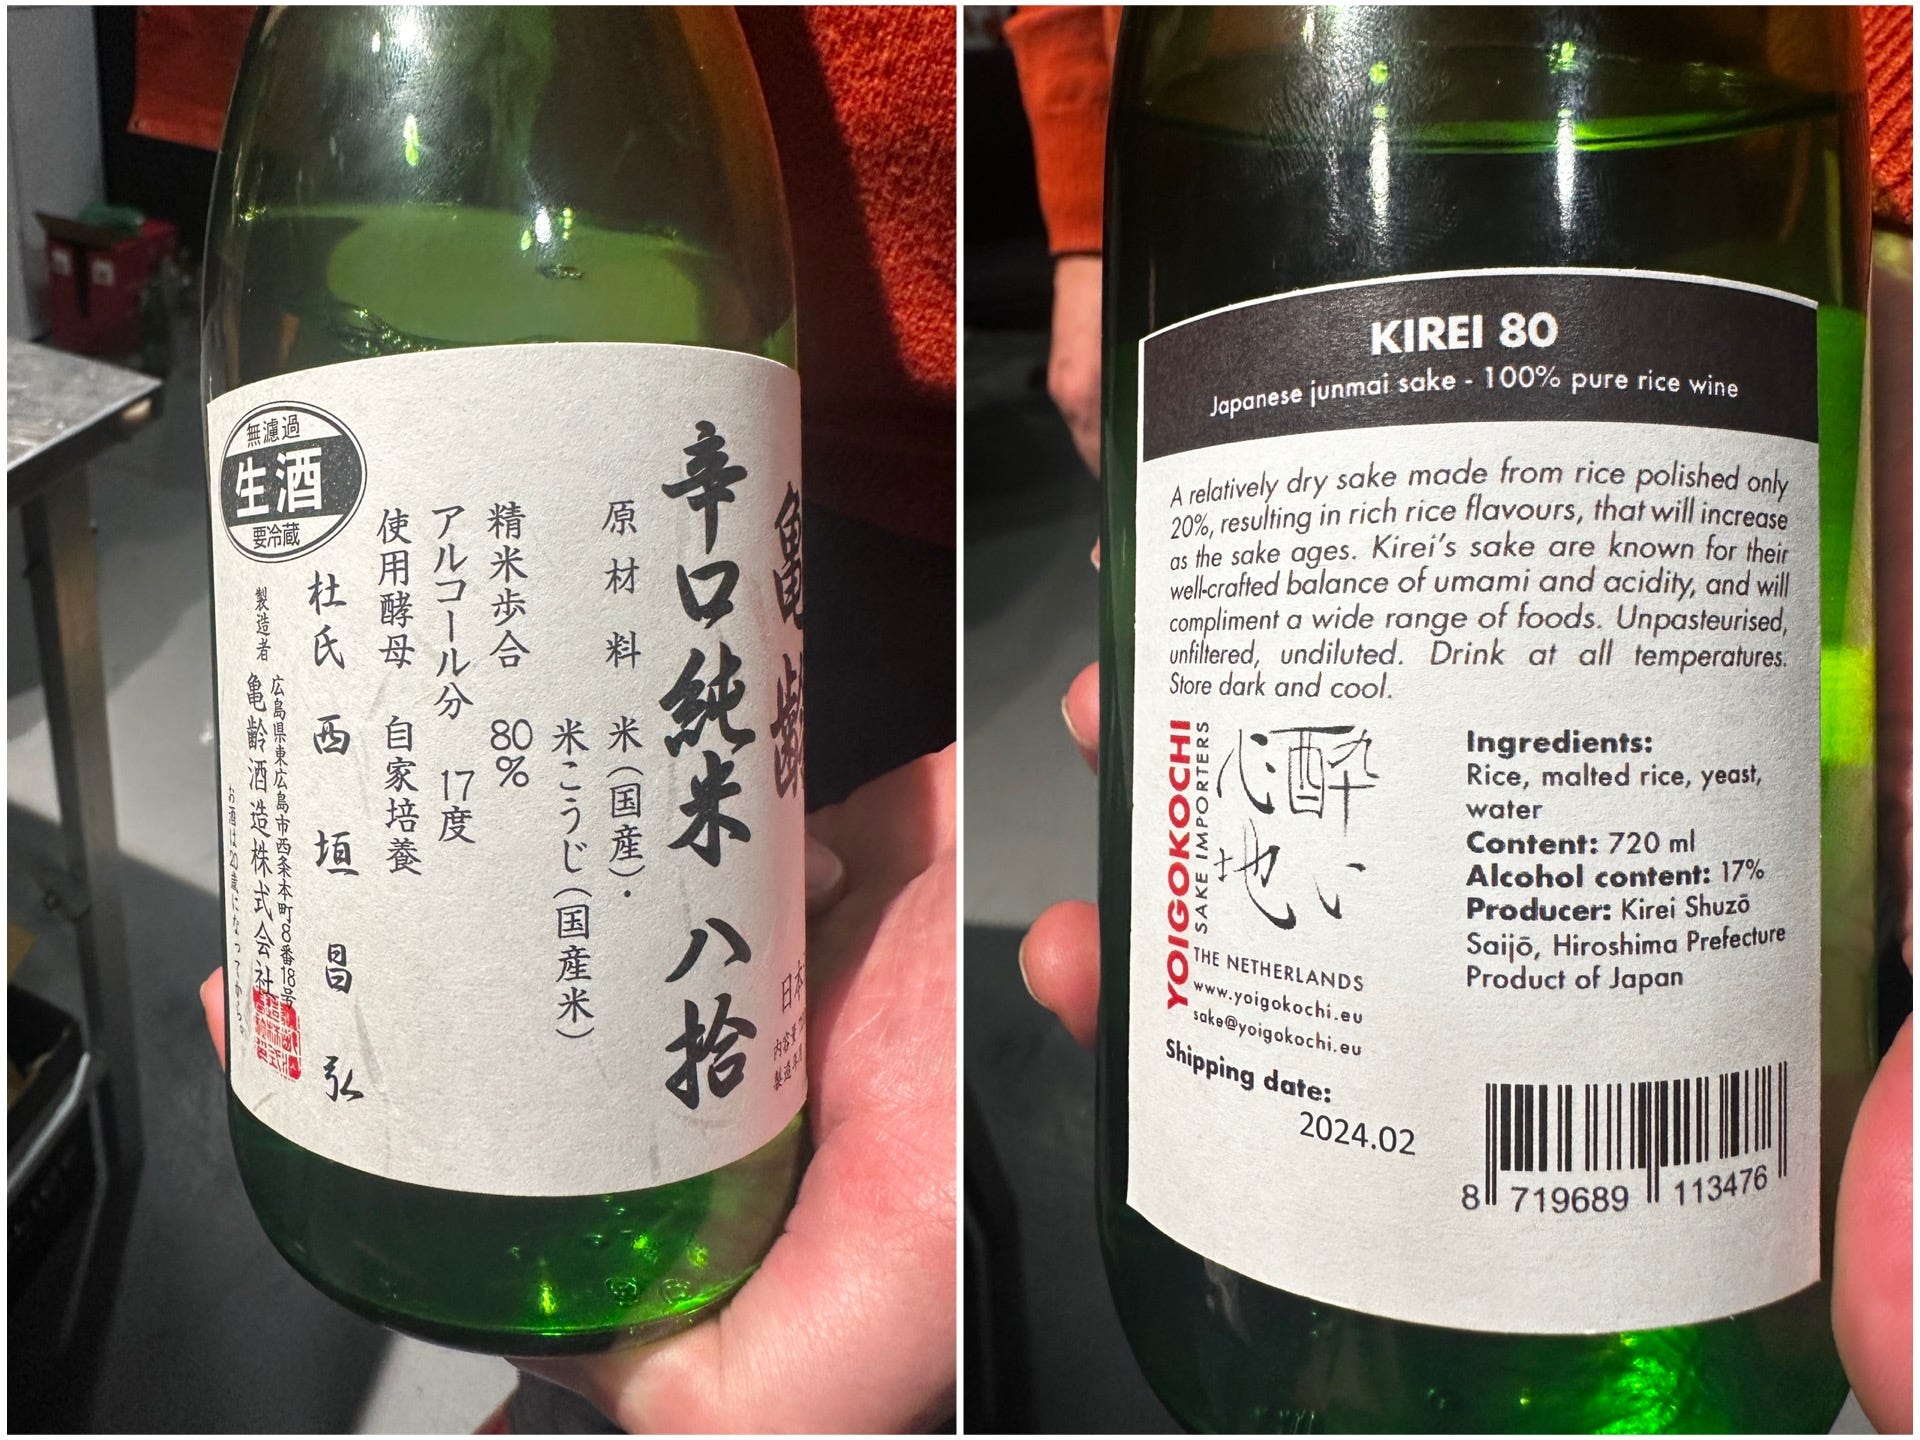 亀齢
辛口純米 八拾
原材料 米(国産)・
米こうじ(国産米)
精米歩合 80%
アルコール分 17度
使用酵母 自家培養
杜氏 西垣昌弘
無濾過
生酒
要冷蔵
広島県東広島市西条本町8番18号
製造者 亀齢酒造株式会社
お酒は20歳になってから。
日本
内容量
製造年月
KIREI 80
Japanese junmai sake - 100% pure rice wine
A relatively dry sake made from rice polished only
20%, resulting in rich rice flavours, that will increase
as the sake ages. Kirei's sake are known for their
well-crafted balance of umami and acidity, and will
compliment a wide range of foods. Unpasteurised,
unfiltered, undiluted. Drink at all temperatures.
Store dark and cool.
YOIGOKOCHI
SAKE IMPORTERS
酔い
心地
THE NETHERLANDS
www.yoigokochi.eu
sake@yoigokochi.eu
Shipping date:
2024.02
Ingredients:
Rice, malted rice, yeast,
water
Content: 720 ml
Alcohol content: 17%
Producer: Kirei Shuzō
Saijō, Hiroshima Prefecture
Product of Japan
8 719689 113476